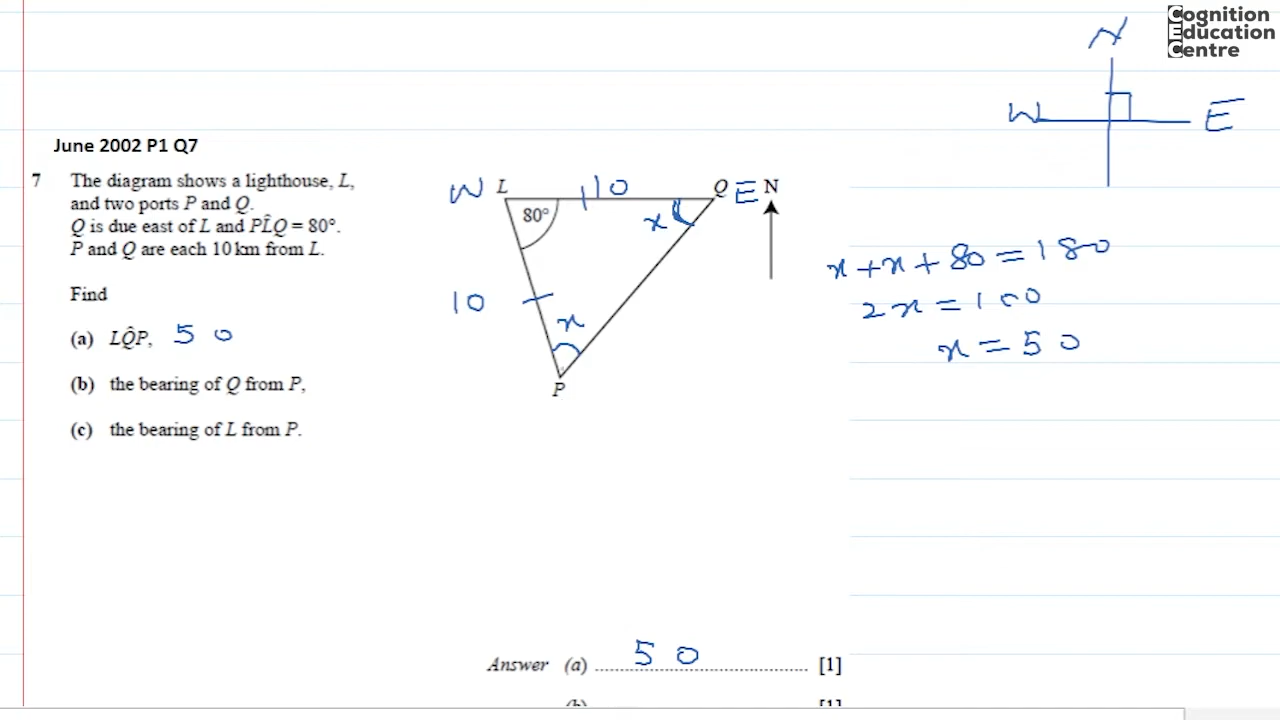 Cognition
Education
Centre
N
W E
June 2002 P1 Q7
7 The diagram shows a lighthouse, L,
and two ports P and Q.
Q is due east of L and PL̂Q = 80°.
P and Q are each 10 km from L.
Find
(a) LQ̂P, 50
(b) the bearing of Q from P,
(c) the bearing of L from P.
W L 10 Q E N
80° x
10
x
P
x + x + 80 = 180
2x = 100
x = 50
Answer (a) 50 [1]
(b) [1]